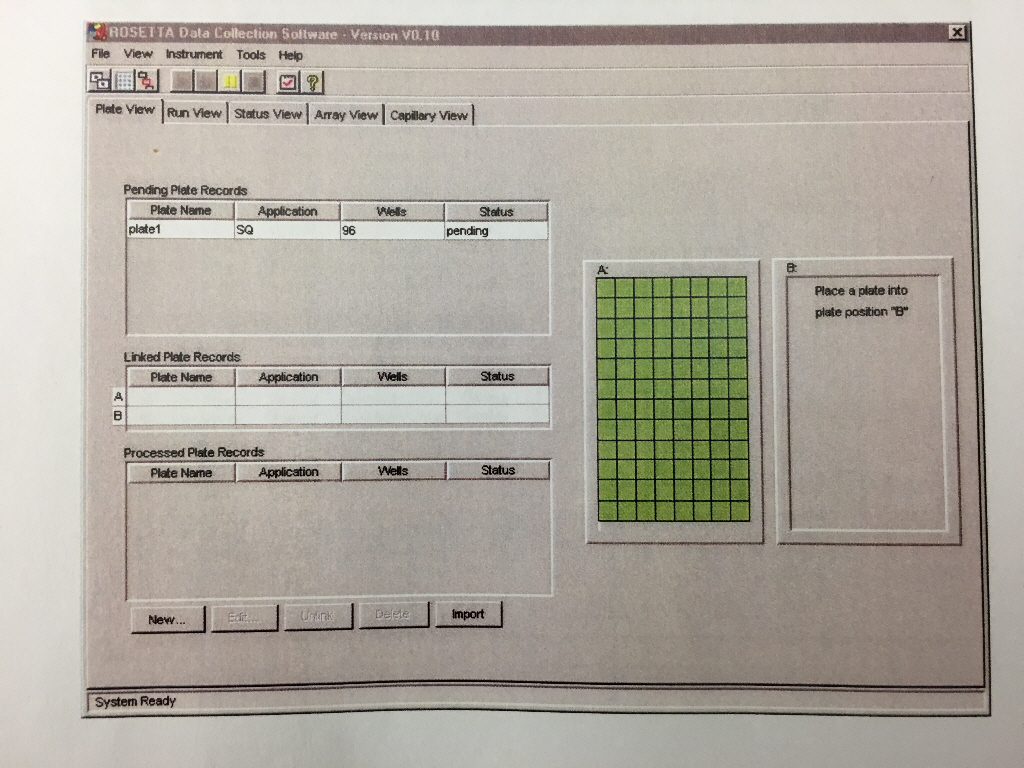 ROSETTA Data Collection Software - Version V0.10
File View Instrument Tools Help
Plate View Run View Status View Array View Capillary View
Pending Plate Records
Plate Name Application Wells Status
plate1 SQ 96 pending
A:
B:
Place a plate into
plate position "B"
Linked Plate Records
Plate Name Application Wells Status
A
B
Processed Plate Records
Plate Name Application Wells Status
New... Edit... Unlink Delete Import
System Ready